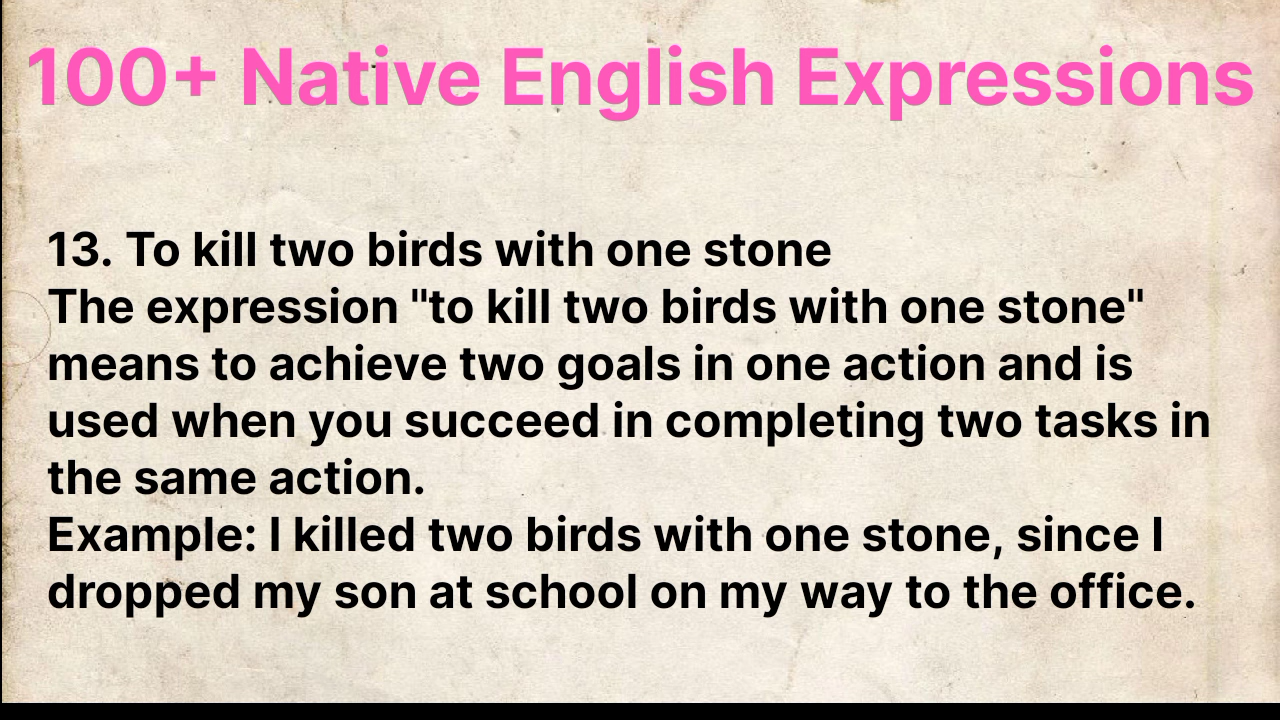 100+ Native English Expressions
13. To kill two birds with one stone
The expression "to kill two birds with one stone"
means to achieve two goals in one action and is
used when you succeed in completing two tasks in
the same action.
Example: I killed two birds with one stone, since I
dropped my son at school on my way to the office.